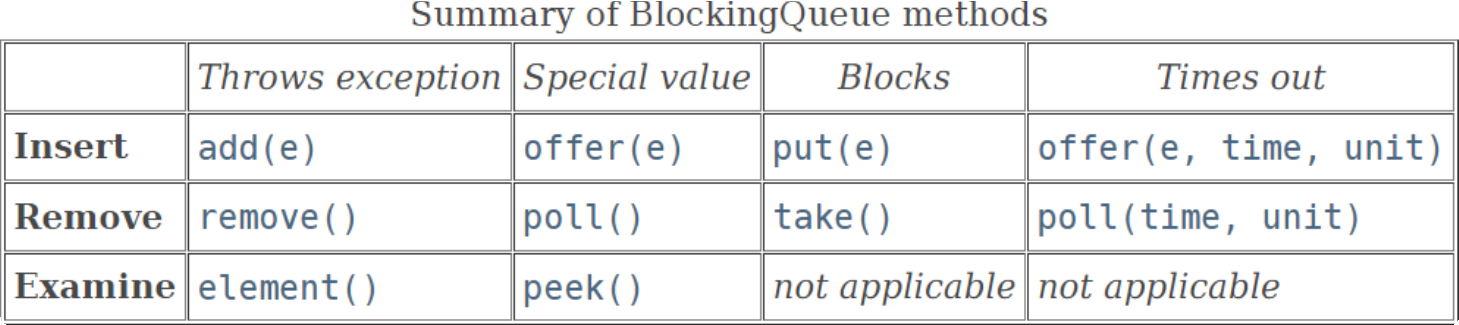 Summary of BlockingQueue methods
Throws exception Special value Blocks Times out
Insert add(e) offer(e) put(e) offer(e, time, unit)
Remove remove() poll() take() poll(time, unit)
Examine element() peek() not applicable not applicable